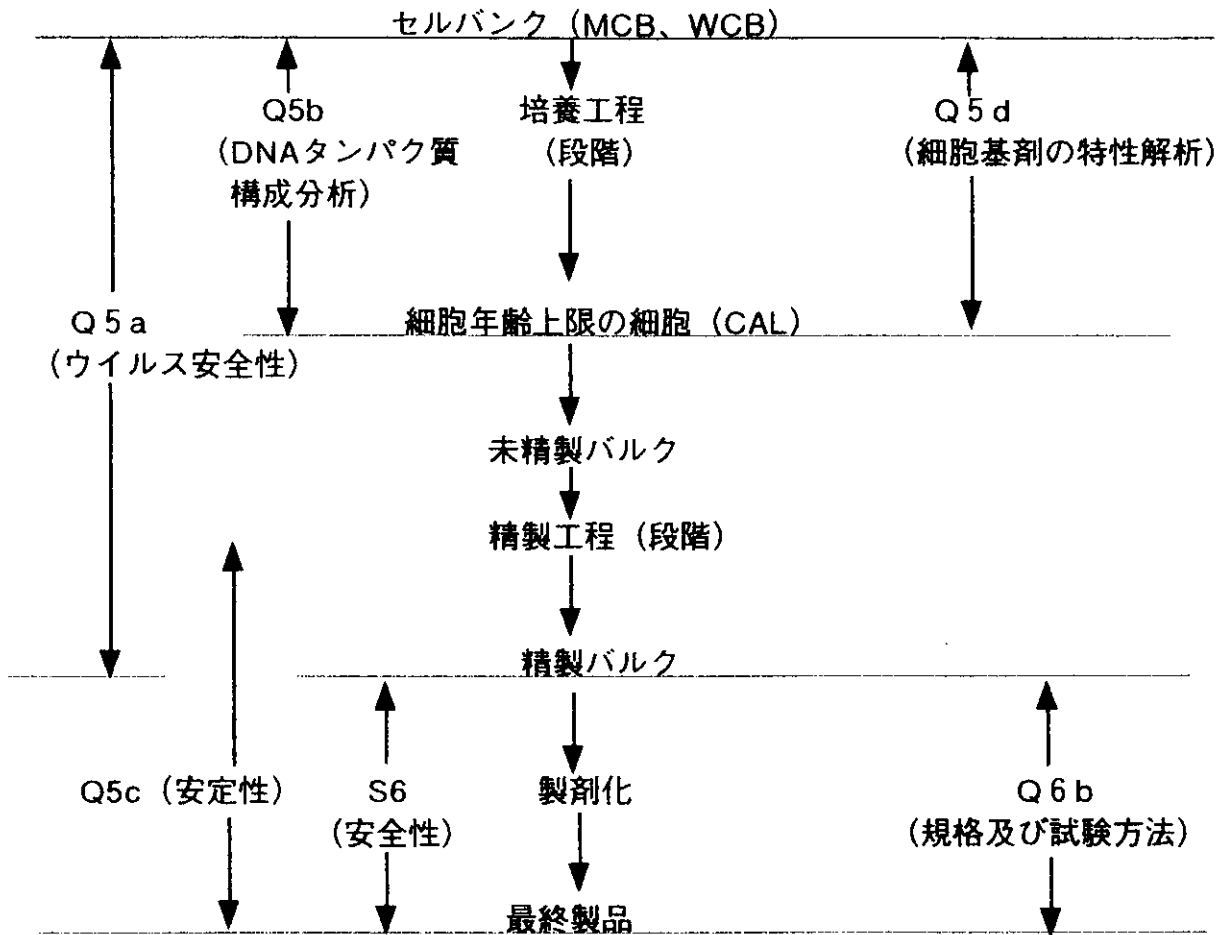 セルバンク（MCB、WCB）
Q5b
（DNAタンパク質
構成分析）
培養工程
（段階）
Q5d
（細胞基剤の特性解析）
Q5a
（ウイルス安全性）
細胞年齢上限の細胞（CAL）
未精製バルク
精製工程（段階）
精製バルク
Q5c（安定性）
S6
（安全性）
製剤化
Q6b
（規格及び試験方法）
最終製品